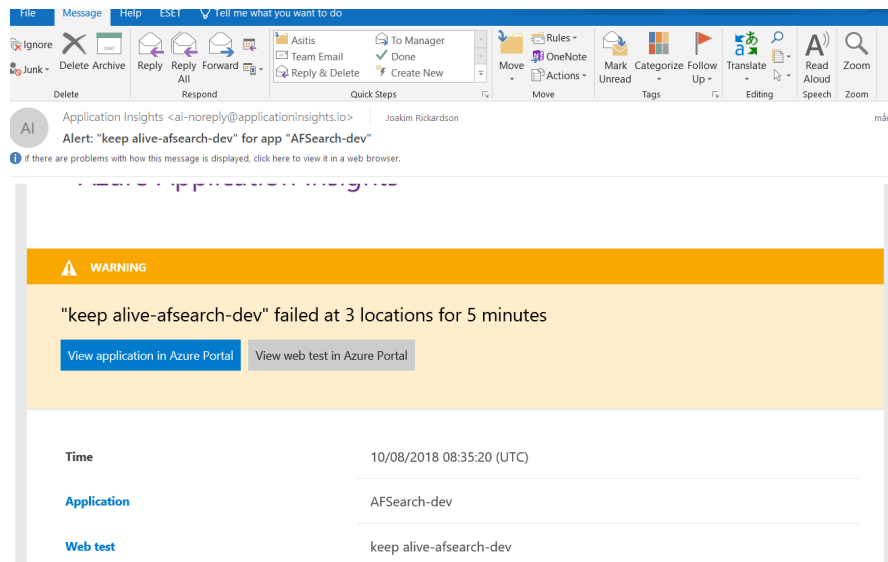 File Message Help ESET Tell me what you want to do
Ignore
Junk
Delete Archive
Reply Reply All Forward
Asitis To Manager
Team Email Done
Reply & Delete Create New
Move
Rules
OneNote
Actions
Mark Unread Categorize Follow Up
Translate
Read Aloud
Zoom
Delete Respond Quick Steps Move Tags Editing Speech Zoom
AI
Application Insights <ai-noreply@applicationinsights.io> Joakim Rickardson
Alert: "keep alive-afsearch-dev" for app "AFSearch-dev"
If there are problems with how this message is displayed, click here to view it in a web browser.
WARNING
"keep alive-afsearch-dev" failed at 3 locations for 5 minutes
View application in Azure Portal View web test in Azure Portal
Time 10/08/2018 08:35:20 (UTC)
Application AFSearch-dev
Web test keep alive-afsearch-dev